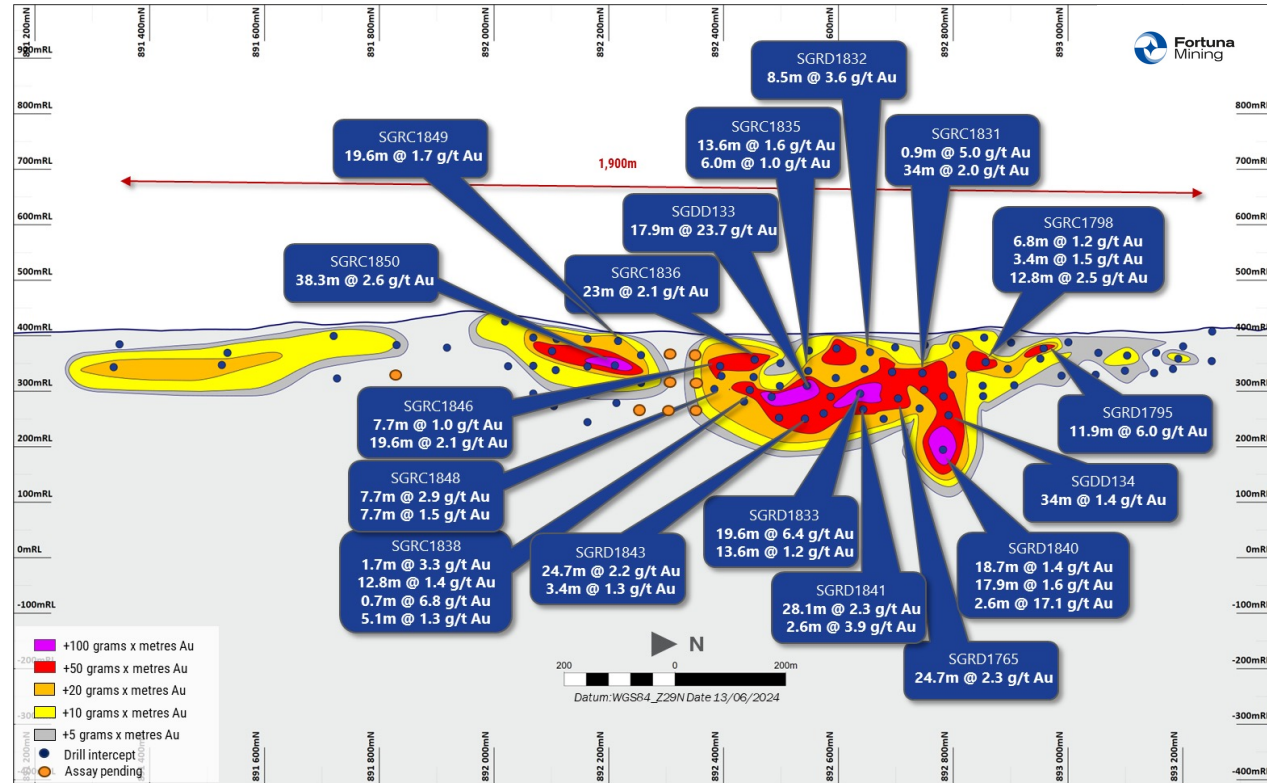 891 200mN
891 400mN
891 600mN
891 800mN
892 000mN
892 200mN
892 400mN
892 600mN
892 800mN
893 000mN
893 200mN
Fortuna
Mining
900mRL
800mRL
700mRL
600mRL
500mRL
400mRL
300mRL
200mRL
100mRL
0mRL
-100mRL
-200mRL
-300mRL
-400mRL
800mRL
700mRL
600mRL
500mRL
400mRL
300mRL
200mRL
100mRL
0mRL
-100mRL
-200mRL
-300mRL
-400mRL
1,900m
SGRD1832
8.5m @ 3.6 g/t Au
SGRC1849
19.6m @ 1.7 g/t Au
SGRC1835
13.6m @ 1.6 g/t Au
6.0m @ 1.0 g/t Au
SGRC1831
0.9m @ 5.0 g/t Au
34m @ 2.0 g/t Au
SGDD133
17.9m @ 23.7 g/t Au
SGRC1798
6.8m @ 1.2 g/t Au
3.4m @ 1.5 g/t Au
12.8m @ 2.5 g/t Au
SGRC1850
38.3m @ 2.6 g/t Au
SGRC1836
23m @ 2.1 g/t Au
SGRC1846
7.7m @ 1.0 g/t Au
19.6m @ 2.1 g/t Au
SGRD1795
11.9m @ 6.0 g/t Au
SGRC1848
7.7m @ 2.9 g/t Au
7.7m @ 1.5 g/t Au
SGDD134
34m @ 1.4 g/t Au
SGRD1833
19.6m @ 6.4 g/t Au
13.6m @ 1.2 g/t Au
SGRC1838
1.7m @ 3.3 g/t Au
12.8m @ 1.4 g/t Au
0.7m @ 6.8 g/t Au
5.1m @ 1.3 g/t Au
SGRD1843
24.7m @ 2.2 g/t Au
3.4m @ 1.3 g/t Au
SGRD1840
18.7m @ 1.4 g/t Au
17.9m @ 1.6 g/t Au
2.6m @ 17.1 g/t Au
SGRD1841
28.1m @ 2.3 g/t Au
2.6m @ 3.9 g/t Au
SGRD1765
24.7m @ 2.3 g/t Au
N
200 0 200m
Datum:WGS84_Z29N Date 13/06/2024
+100 grams x metres Au
+50 grams x metres Au
+20 grams x metres Au
+10 grams x metres Au
+5 grams x metres Au
Drill intercept
Assay pending
891 200mN
891 400mN
891 600mN
891 800mN
892 000mN
892 200mN
892 400mN
892 600mN
892 800mN
893 000mN
893 200mN